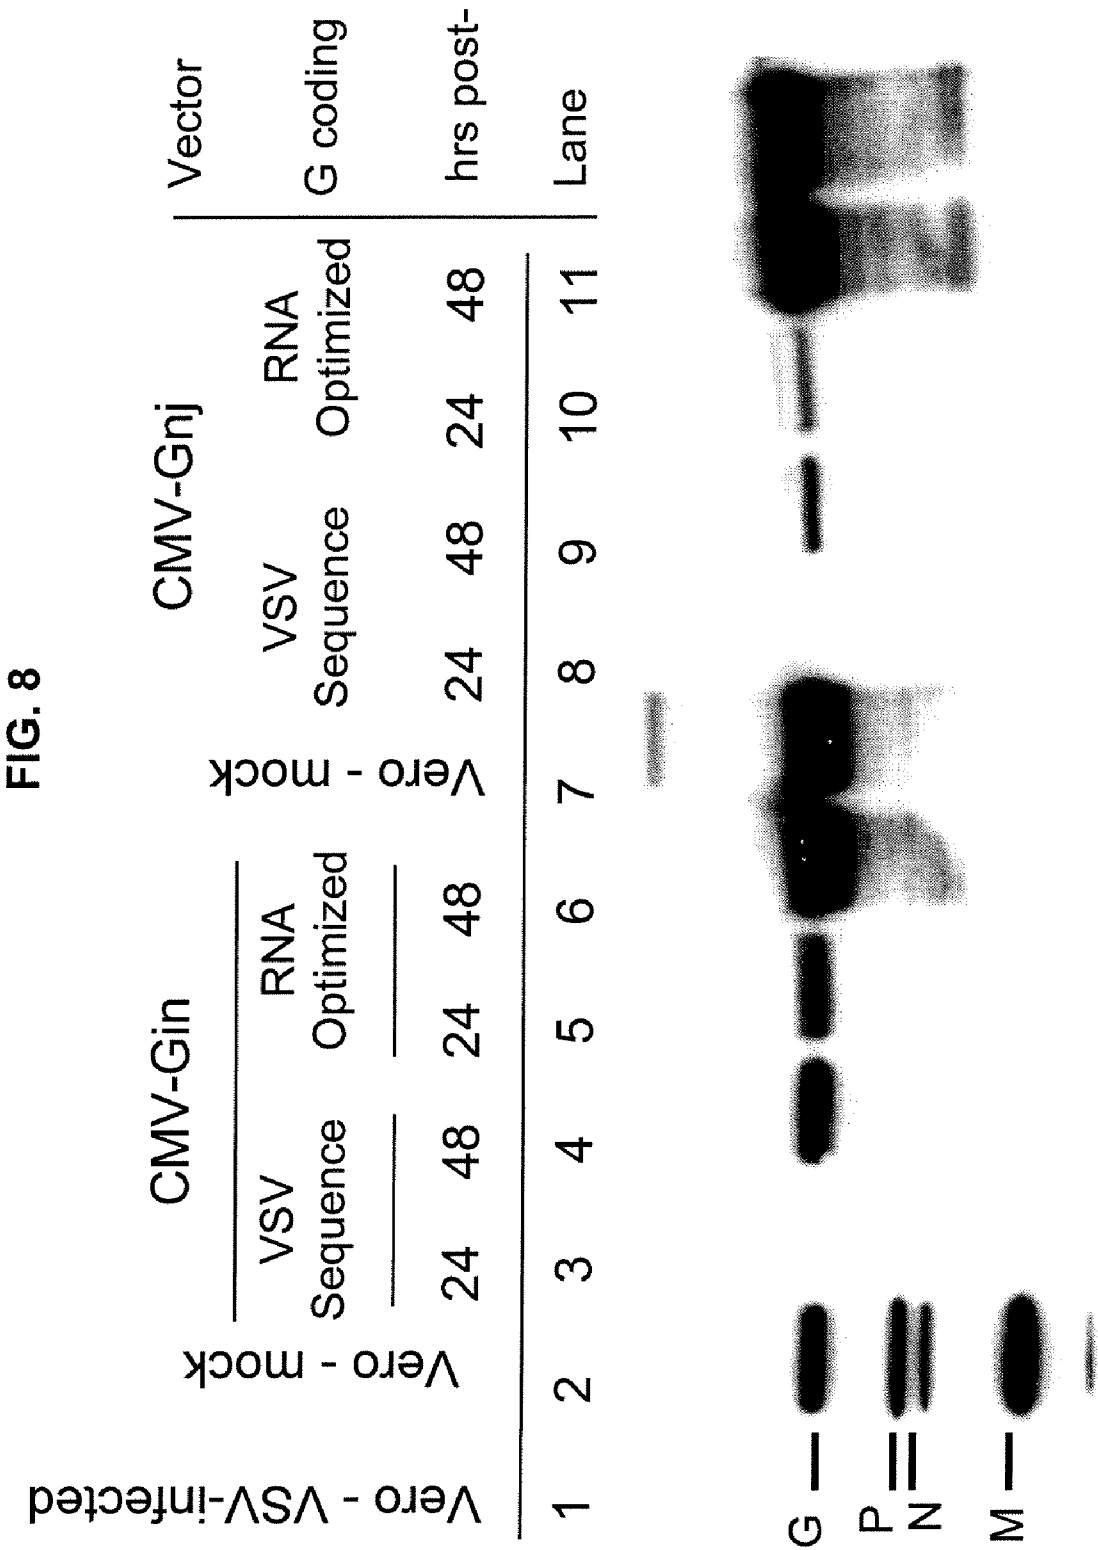 FIG. 8
CMV-Gin
CMV-Gnj
Vector
Vero - VSV-infected
Vero - mock
VSV
Sequence
RNA
Optimized
Vero - mock
VSV
Sequence
RNA
Optimized
G coding
24 48 24 48 24 48 24 48 hrs post-
1 2 3 4 5 6 7 8 9 10 11 Lane
G
P
N
M